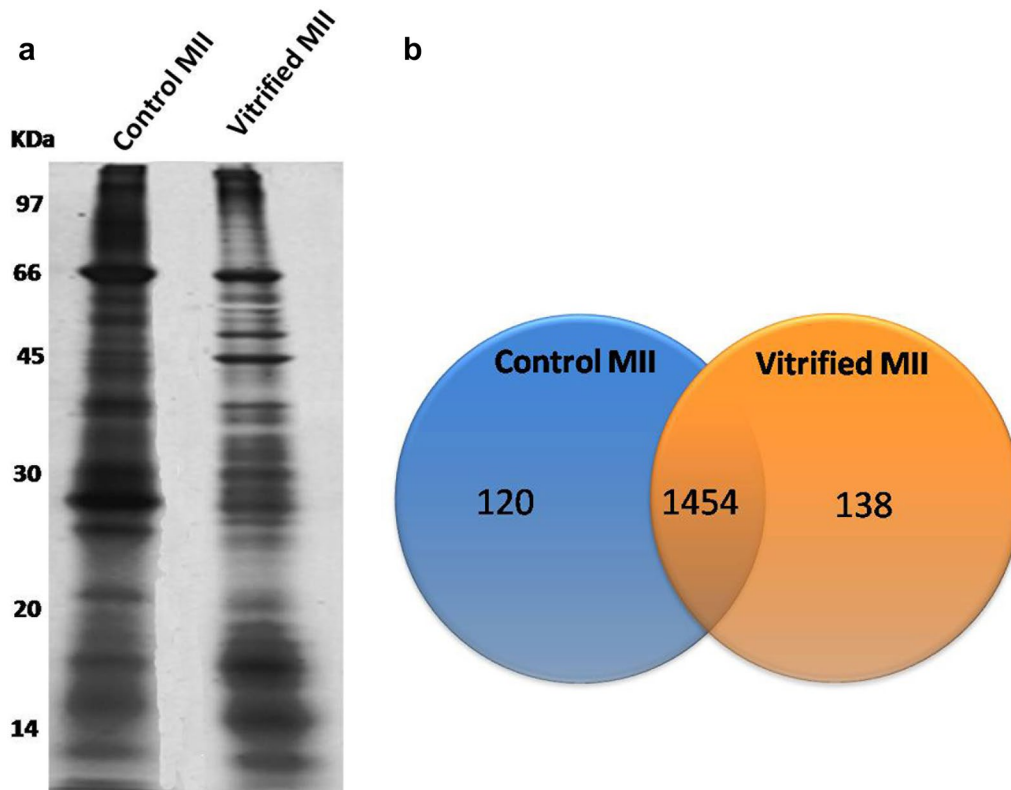 a
Control MII
Vitrified MII
KDa
97
66
45
30
20
14
b
Control MII
Vitrified MII
120
1454
138